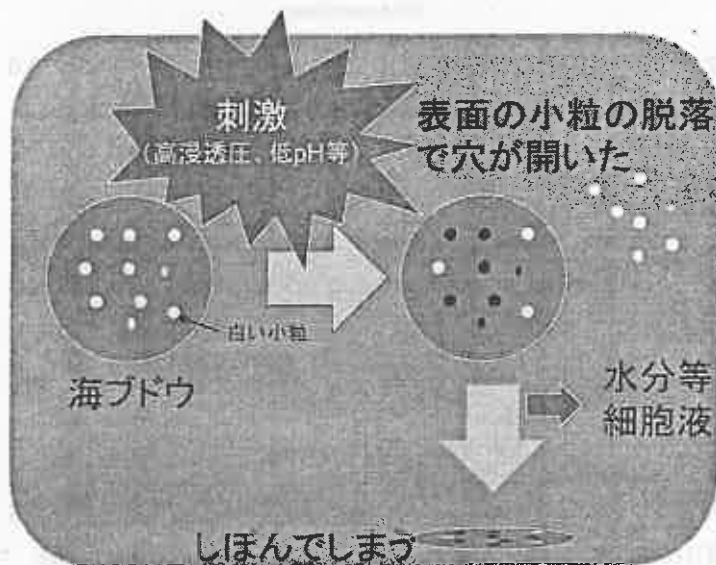 刺激
(高浸透圧、低pH等)
表面の小粒の脱落
で穴が開いた
白い小粒
海ブドウ
水分等
細胞液
しぼんでしまう